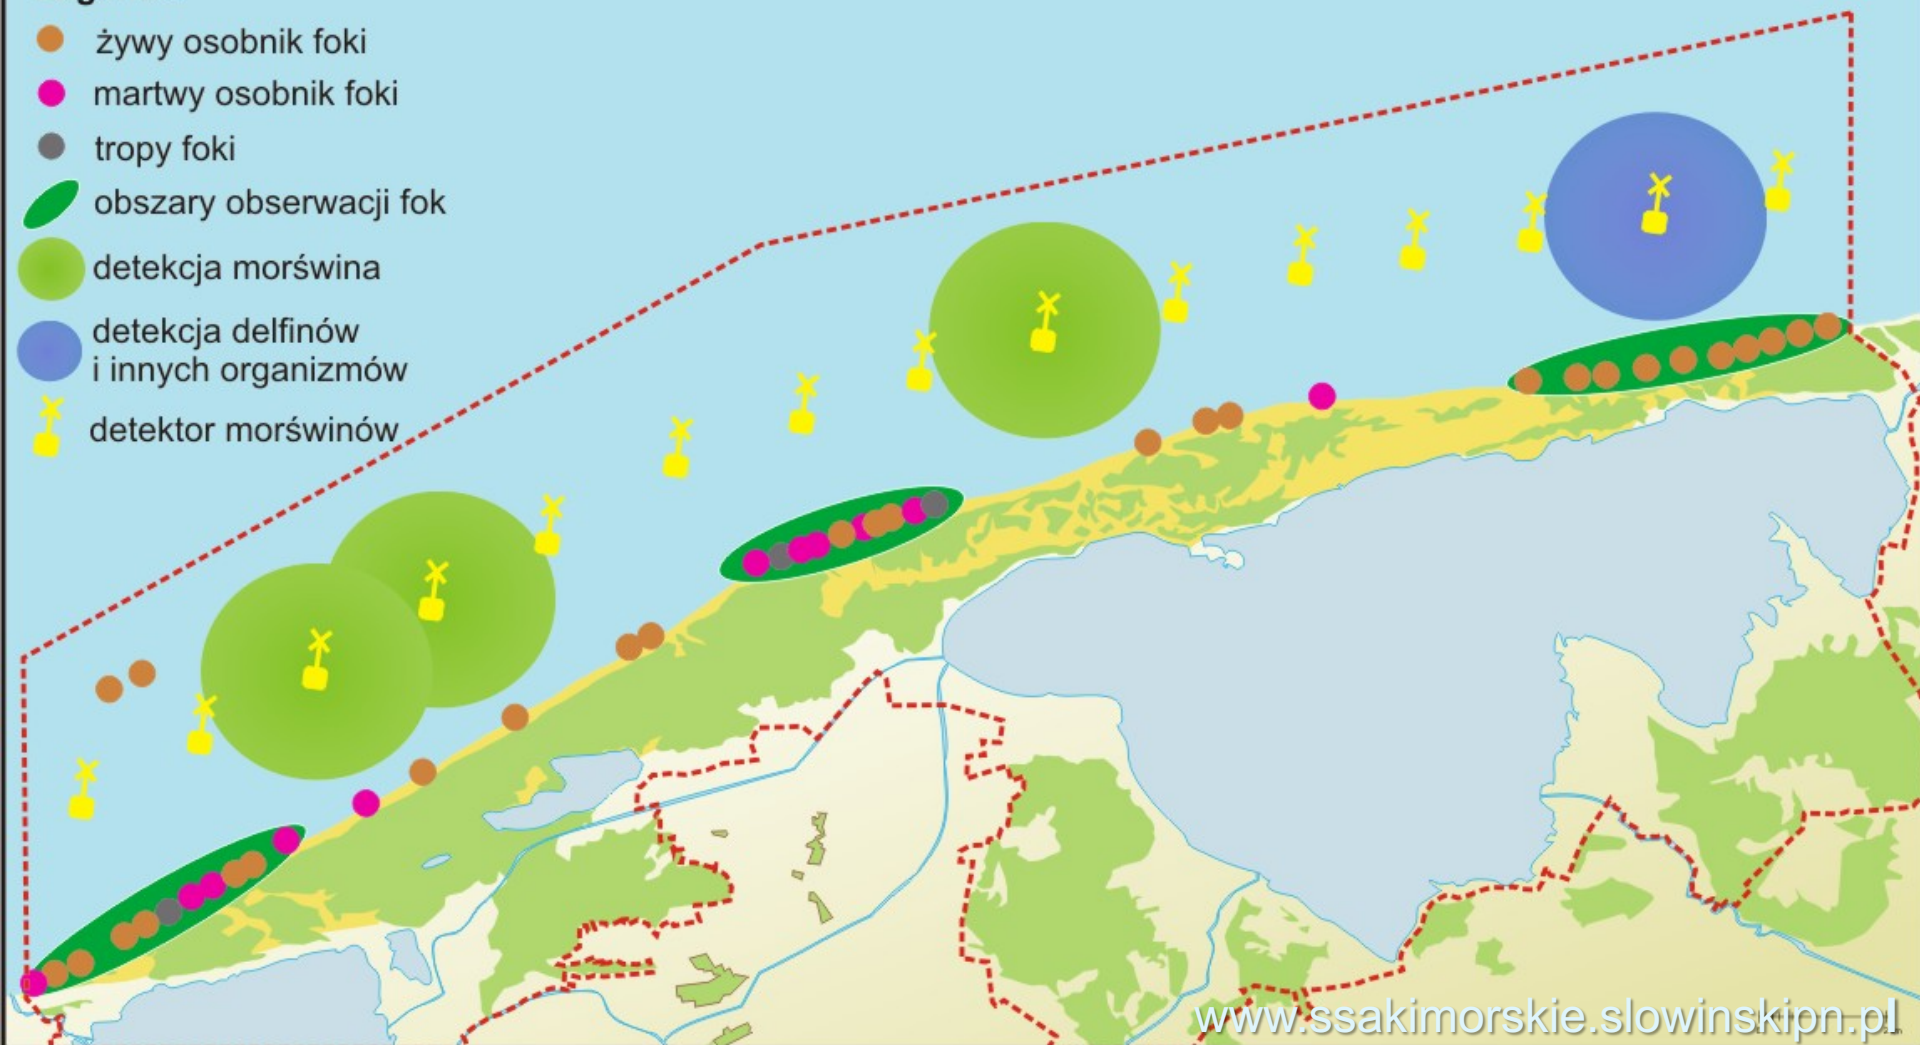 żywy osobnik foki
martwy osobnik foki
tropy foki
obszary obserwacji fok
detekcja morświna
detekcja delfinów
i innych organizmów
detektor morświnów
www.ssakimorskie.slowinskipn.pl